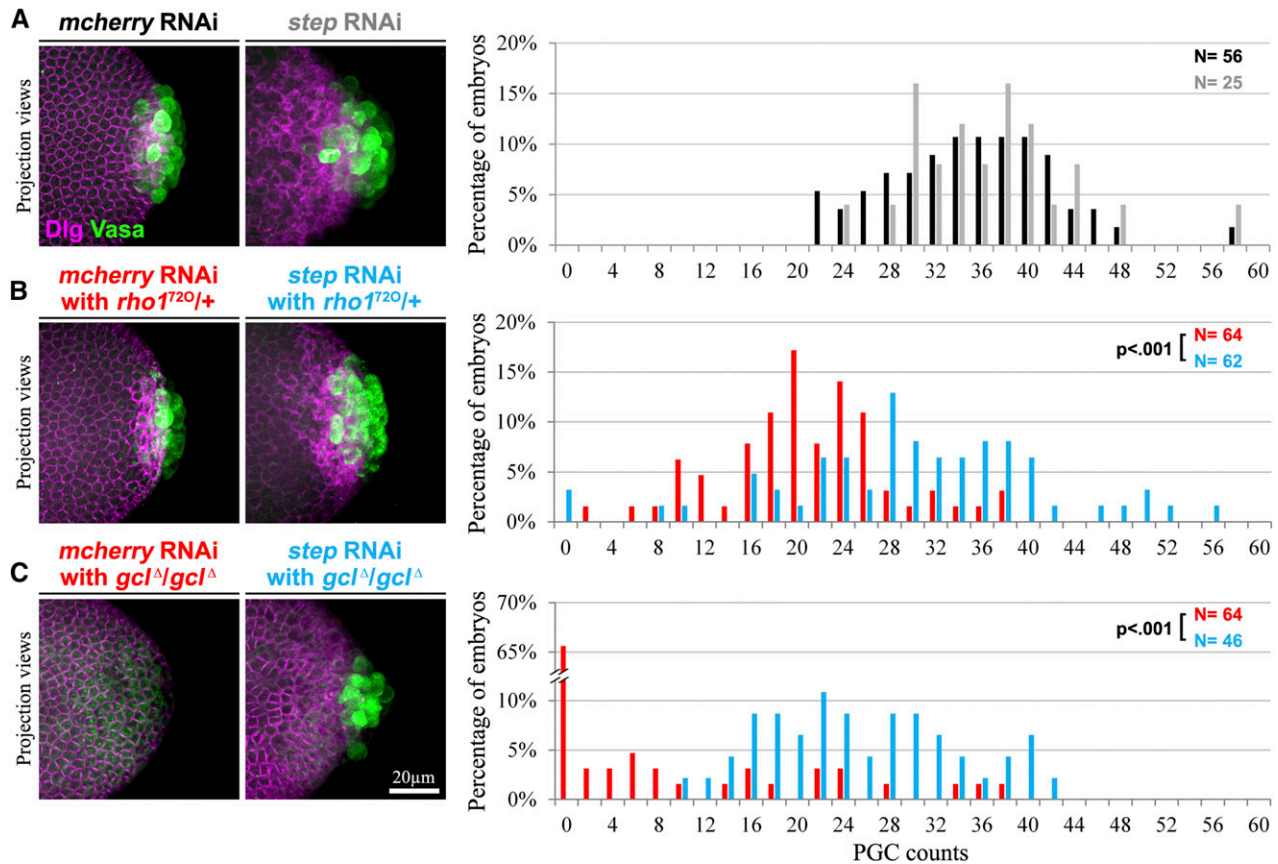 A
mcherry RNAi
step RNAi
Projection views
Dlg Vasa
Percentage of embryos
20%
15%
10%
5%
0%
N= 56
N= 25
0 4 8 12 16 20 24 28 32 36 40 44 48 52 56 60
B
mcherry RNAi
with rho1⁷²⁰/+
step RNAi
with rho1⁷²⁰/+
Projection views
Percentage of embryos
20%
15%
10%
5%
0%
p<.001
N= 64
N= 62
0 4 8 12 16 20 24 28 32 36 40 44 48 52 56 60
C
mcherry RNAi
with gclΔ/gclΔ
step RNAi
with gclΔ/gclΔ
Projection views
20µm
Percentage of embryos
70%
65%
10%
5%
0%
p<.001
N= 64
N= 46
0 4 8 12 16 20 24 28 32 36 40 44 48 52 56 60
PGC counts